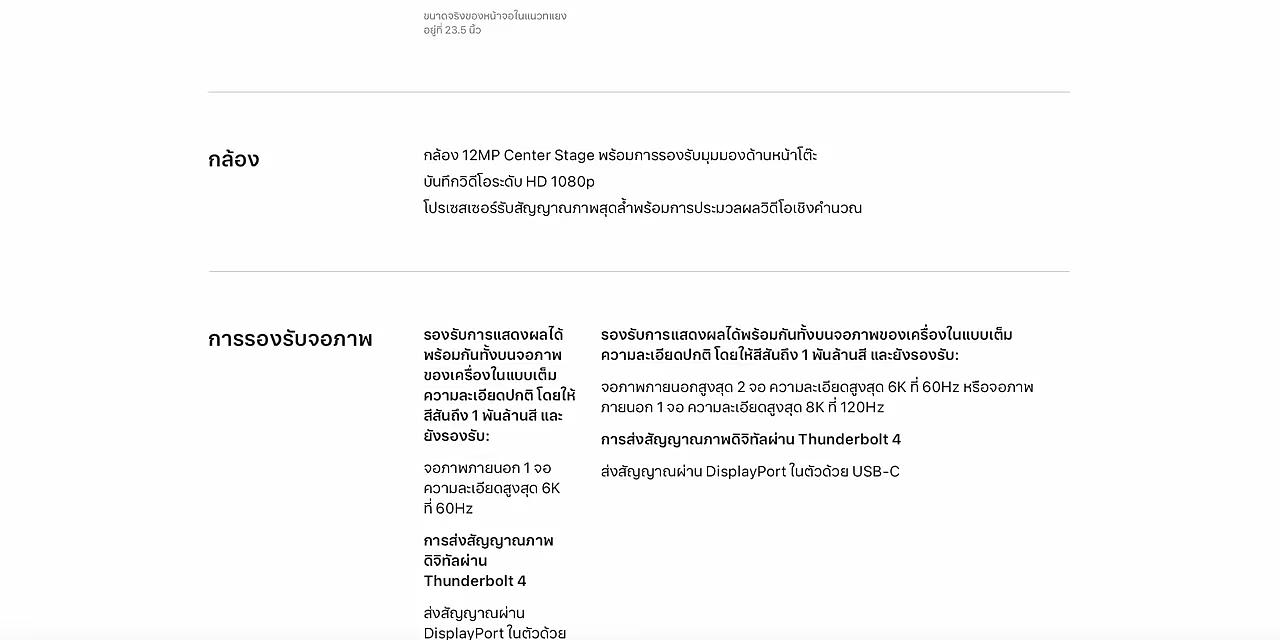 ขนาดจริงของหน้าจอในแนวทแยง
อยู่ที่ 23.5 นิ้ว
กล้อง
กล้อง 12MP Center Stage พร้อมการรองรับมุมมองด้านหน้าโต๊ะ
บันทึกวิดีโอระดับ HD 1080p
โปรเซสเซอร์รับสัญญาณภาพสุดล้ำพร้อมการประมวลผลวิดีโอเชิงคำนวณ
การรองรับจอภาพ
รองรับการแสดงผลได้
พร้อมกันทั้งบนจอภาพ
ของเครื่องในแบบเต็ม
ความละเอียดปกติ โดยให้
สีสันถึง 1 พันล้านสี และ
ยังรองรับ:
จอภาพภายนอก 1 จอ
ความละเอียดสูงสุด 6K
ที่ 60Hz
การส่งสัญญาณภาพ
ดิจิทัลผ่าน
Thunderbolt 4
ส่งสัญญาณผ่าน
DisplayPort ในตัวด้วย
รองรับการแสดงผลได้พร้อมกันทั้งบนจอภาพของเครื่องในแบบเต็ม
ความละเอียดปกติ โดยให้สีสันถึง 1 พันล้านสี และยังรองรับ:
จอภาพภายนอกสูงสุด 2 จอ ความละเอียดสูงสุด 6K ที่ 60Hz หรือจอภาพ
ภายนอก 1 จอ ความละเอียดสูงสุด 8K ที่ 120Hz
การส่งสัญญาณภาพดิจิทัลผ่าน Thunderbolt 4
ส่งสัญญาณผ่าน DisplayPort ในตัวด้วย USB-C